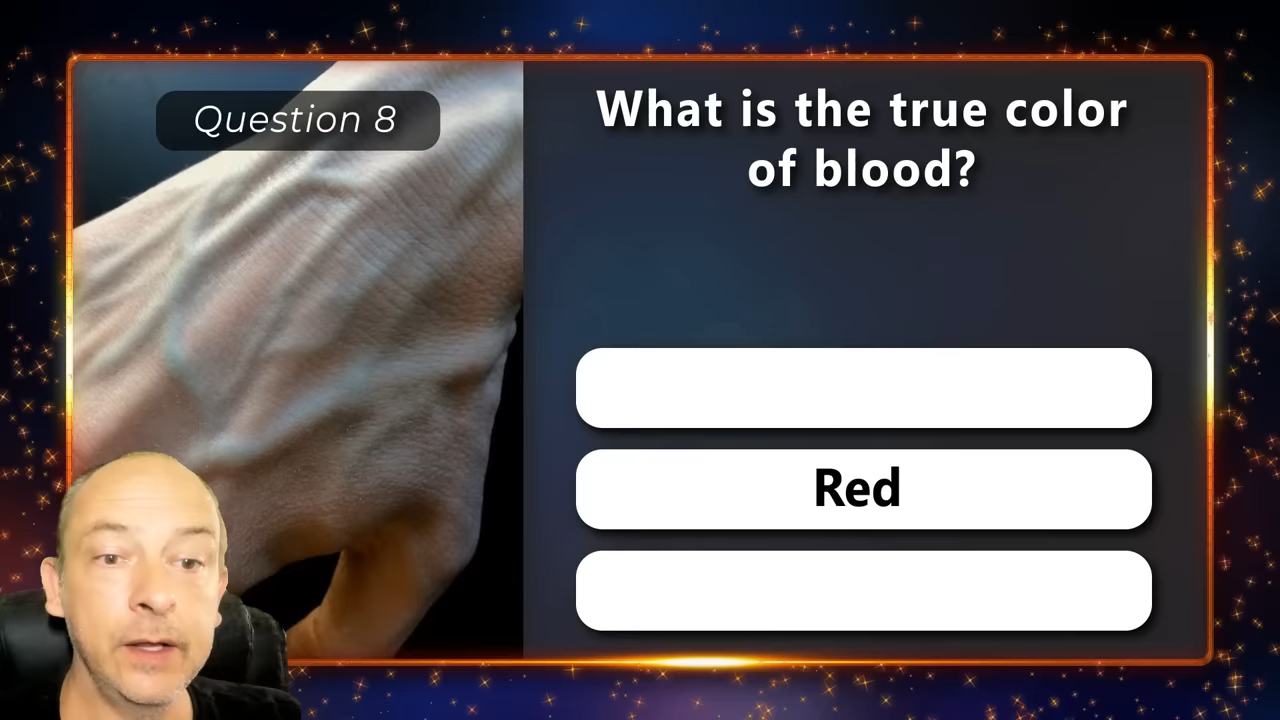 Question 8
What is the true color
of blood?
Red